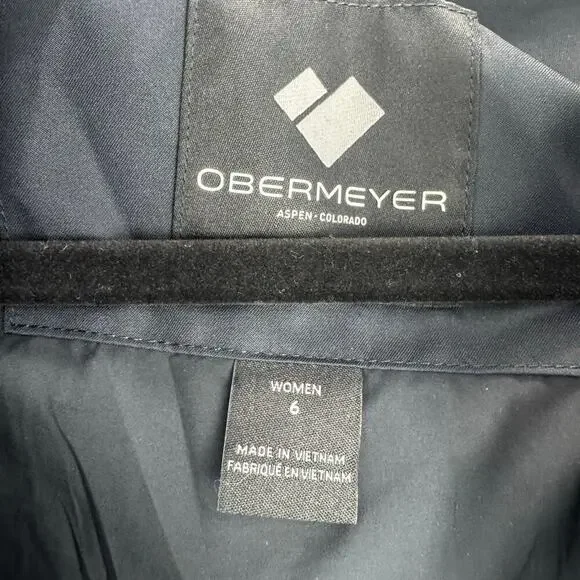 OBERMEYER
ASPEN • COLORADO
WOMEN
6
MADE IN VIETNAM
FABRIQUÉ EN VIETNAM